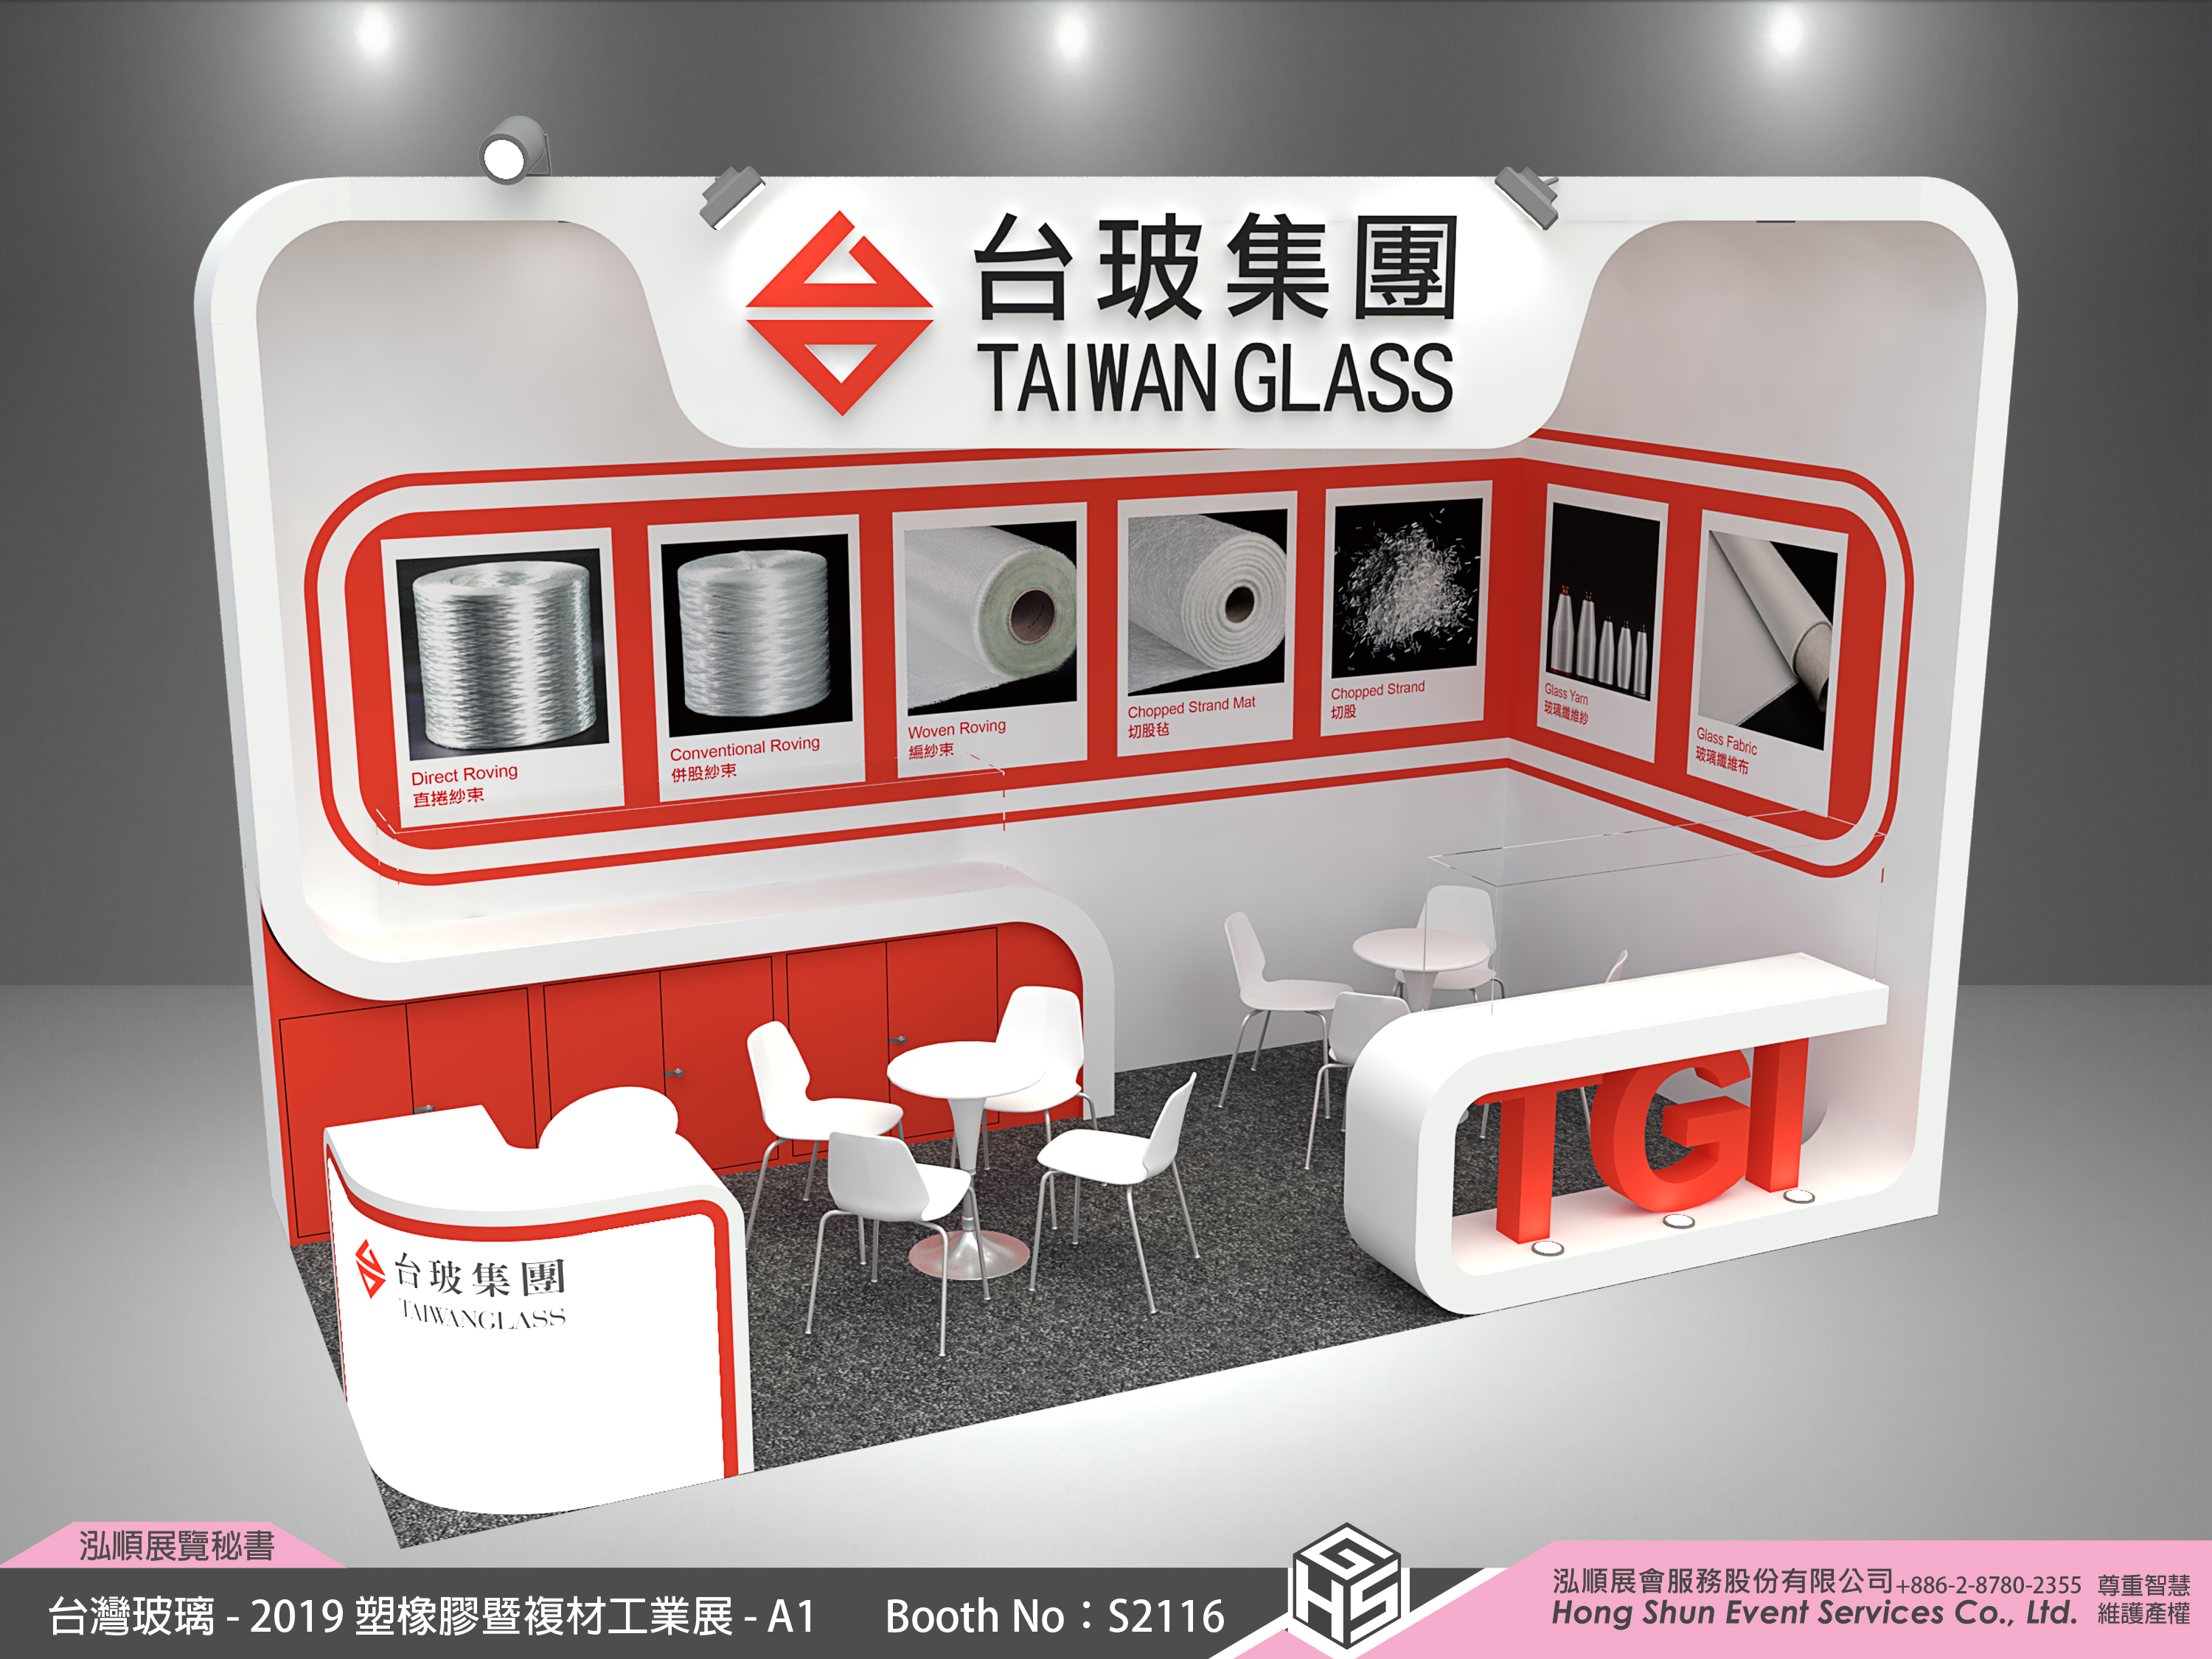 台玻集團
TAIWAN GLASS
Direct Roving
直捲紗束
Conventional Roving
併股紗束
Woven Roving
編紗束
Chopped Strand Mat
切股毡
Chopped Strand
切股
Glass Yarn
玻璃纖維紗
Glass Fabric
玻璃纖維布
TGI
台玻集團
TAIWANGLASS
泓順展覽秘書
台灣玻璃 - 2019 塑橡膠暨複材工業展 - A1 Booth No：S2116
GHS
泓順展會服務股份有限公司+886-2-8780-2355
Hong Shun Event Services Co., Ltd.
尊重智慧
維護產權